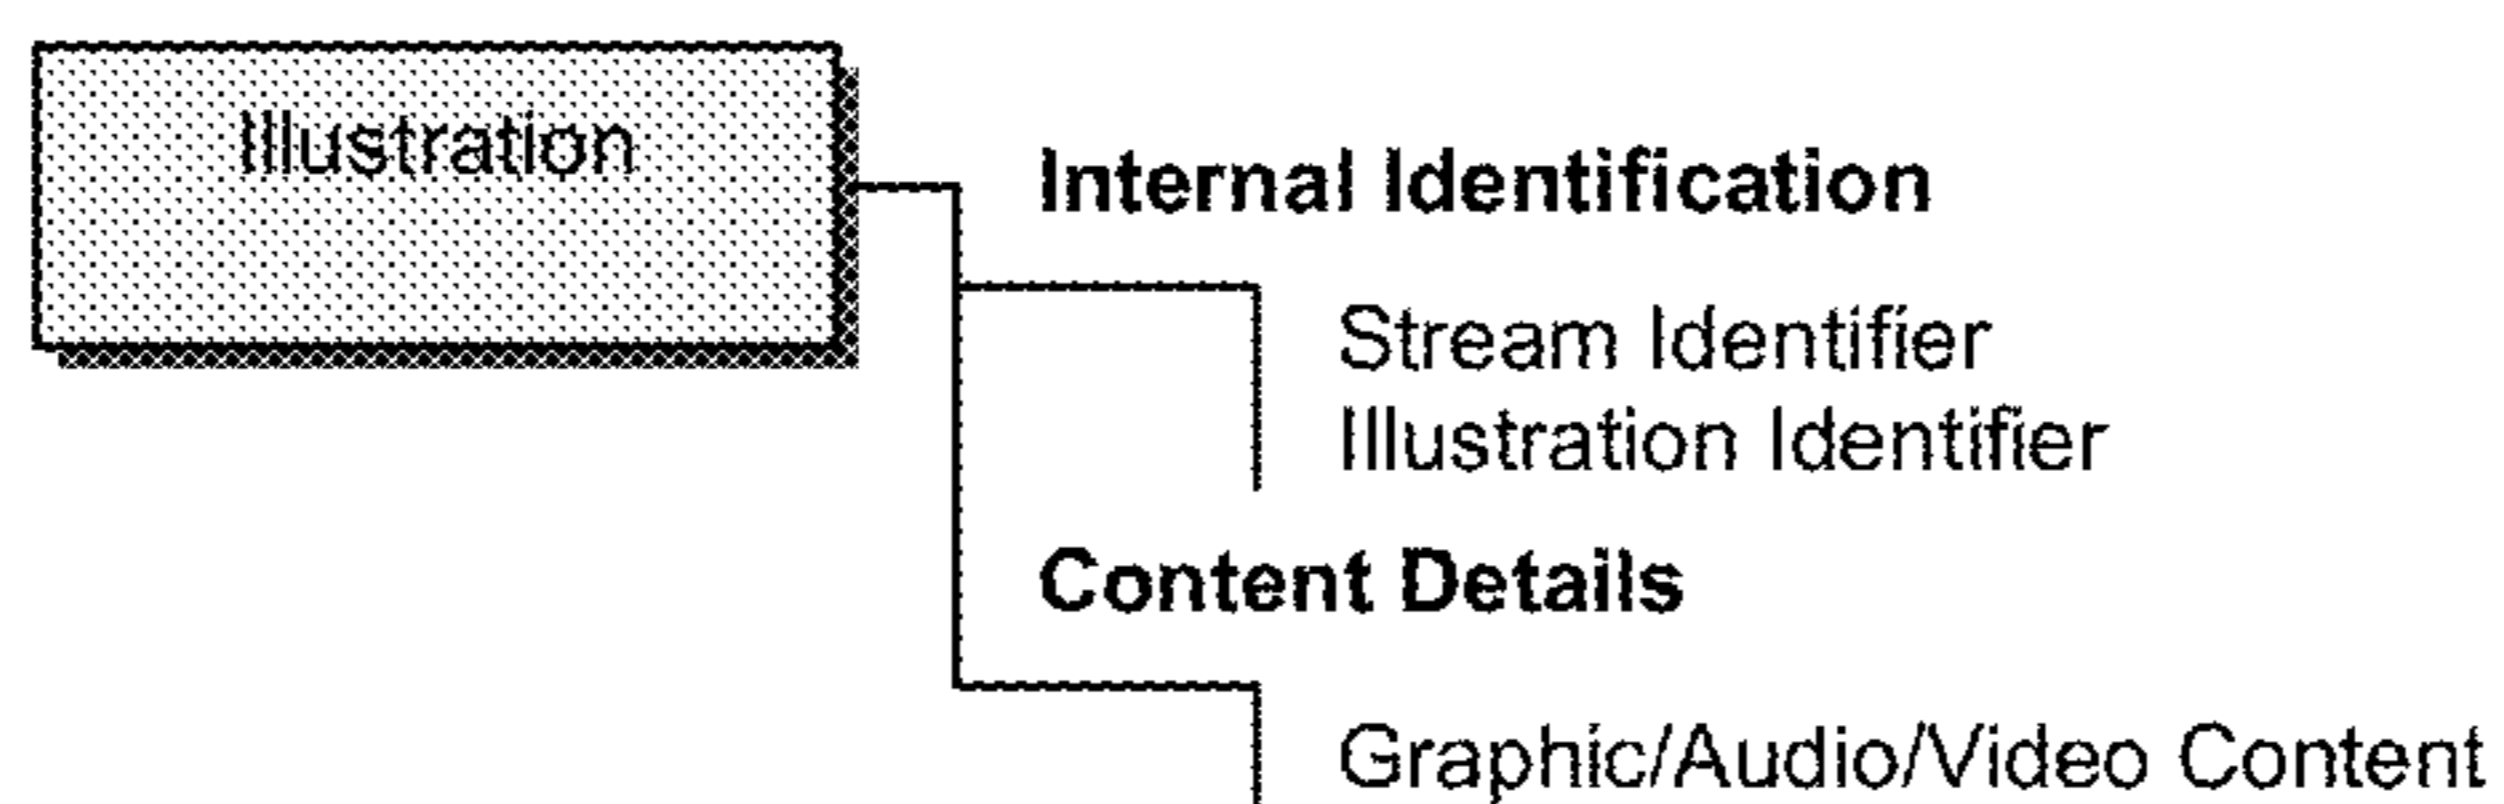 Illustration
Internal Identification
Stream Identifier
Illustration Identifier
Content Details
Graphic/Audio/Video Content